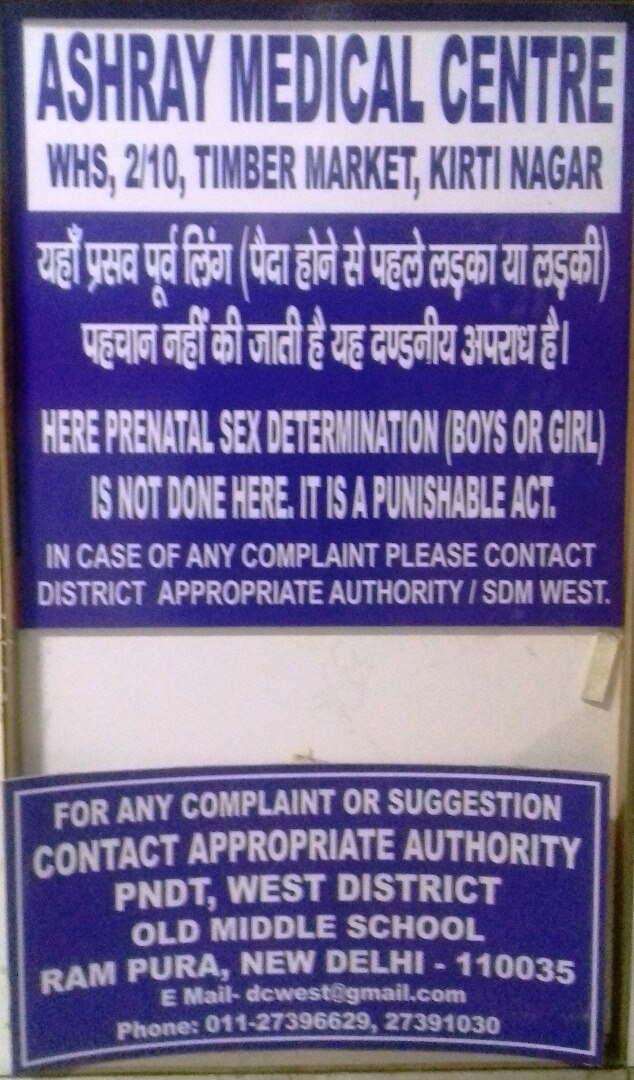 ASHRAY MEDICAL CENTRE
WHS, 2/10, TIMBER MARKET, KIRTI NAGAR
यहाँ प्रसव पूर्व लिंग (पैदा होने से पहले लड़का या लड़की)
पहचान नहीं की जाती है यह दण्डनीय अपराध है।
HERE PRENATAL SEX DETERMINATION (BOYS OR GIRL)
IS NOT DONE HERE. IT IS A PUNISHABLE ACT.
IN CASE OF ANY COMPLAINT PLEASE CONTACT
DISTRICT APPROPRIATE AUTHORITY / SDM WEST.
FOR ANY COMPLAINT OR SUGGESTION
CONTACT APPROPRIATE AUTHORITY
PNDT, WEST DISTRICT
OLD MIDDLE SCHOOL
RAM PURA, NEW DELHI - 110035
E Mail- dcwest@gmail.com
Phone: 011-27396629, 27391030